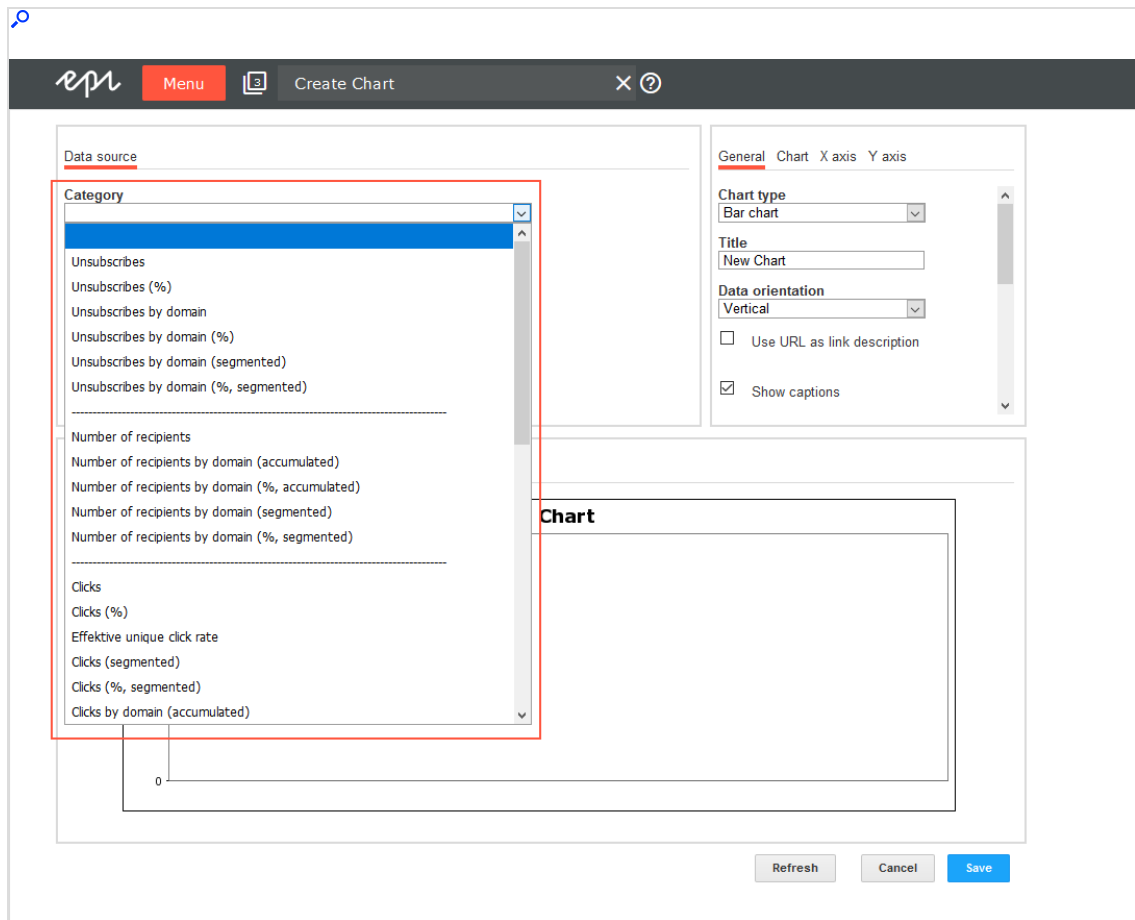 epi Menu 3 Create Chart
Data source
Category
Unsubscribes
Unsubscribes (%)
Unsubscribes by domain
Unsubscribes by domain (%)
Unsubscribes by domain (segmented)
Unsubscribes by domain (%, segmented)
Number of recipients
Number of recipients by domain (accumulated)
Number of recipients by domain (%, accumulated)
Number of recipients by domain (segmented)
Number of recipients by domain (%, segmented)
Clicks
Clicks (%)
Effektive unique click rate
Clicks (segmented)
Clicks (%, segmented)
Clicks by domain (accumulated)
General Chart X axis Y axis
Chart type
Bar chart
Title
New Chart
Data orientation
Vertical
Use URL as link description
Show captions
Chart
0
Refresh Cancel Save